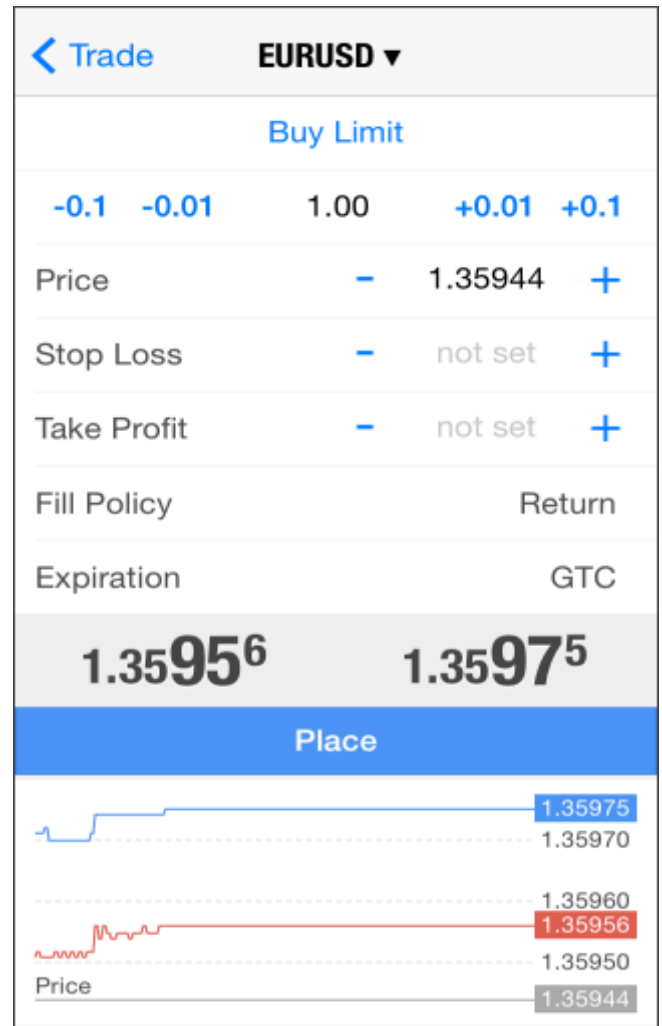 Trade EURUSD ▼
Buy Limit
-0.1 -0.01 1.00 +0.01 +0.1
Price - 1.35944 +
Stop Loss - not set +
Take Profit - not set +
Fill Policy Return
Expiration GTC
1.35956 1.35975
Place
1.35975
1.35970
1.35960
1.35956
1.35950
Price
1.35944